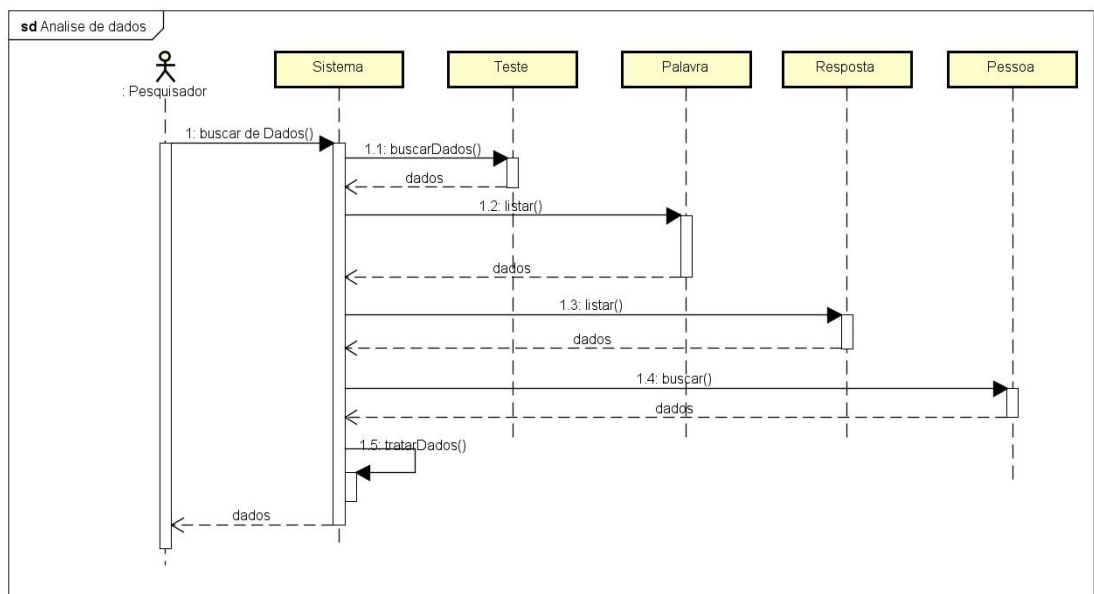 sd Analise de dados
: Pesquisador
Sistema
Teste
Palavra
Resposta
Pessoa
1: buscar de Dados()
1.1: buscarDados()
dados
1.2: listar()
dados
1.3: listar()
dados
1.4: buscar()
dados
1.5: tratarDados()
dados